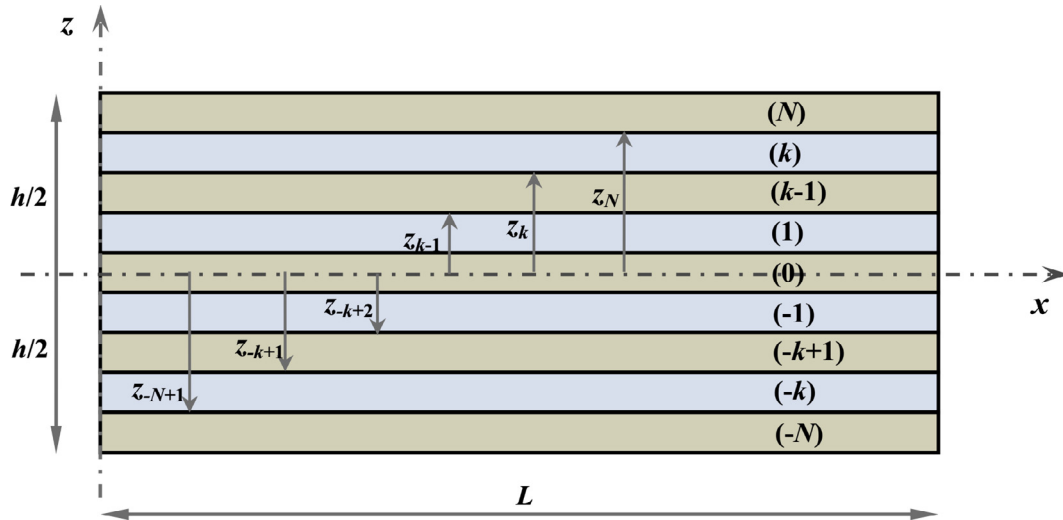 z
(N)
(k)
h/2
z_N
(k-1)
z_k
z_{k-1}
(1)
(0)
x
z_{-k+2}
(-1)
h/2
z_{-k+1}
(-k+1)
z_{-N+1}
(-k)
(-N)
L